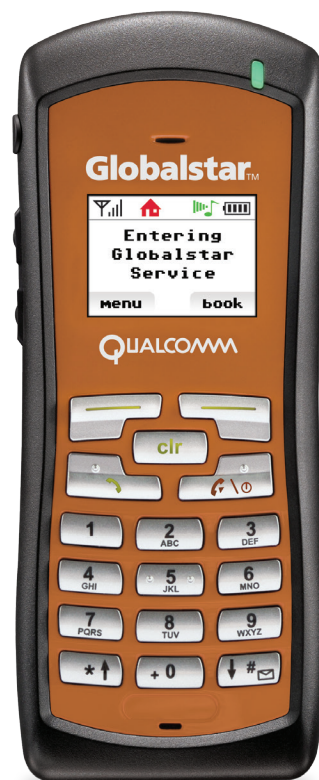 Globalstar™
Entering
Globalstar
Service
menu book
QUALCOMM
clr
1 2 ABC 3 DEF
4 GHI 5 JKL 6 MNO
7 PQRS 8 TUV 9 WXYZ
* + 0 #